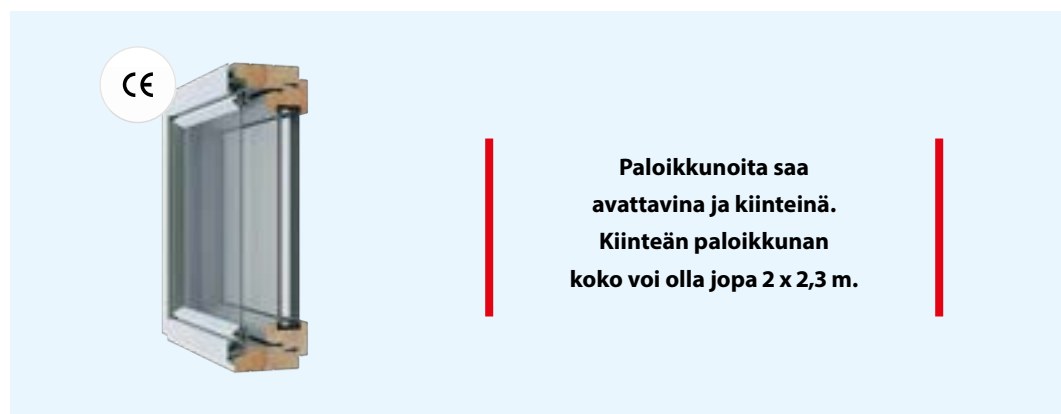 CE
Paloikkunoita saa
avattavina ja kiinteinä.
Kiinteän paloikkunan
koko voi olla jopa 2 x 2,3 m.